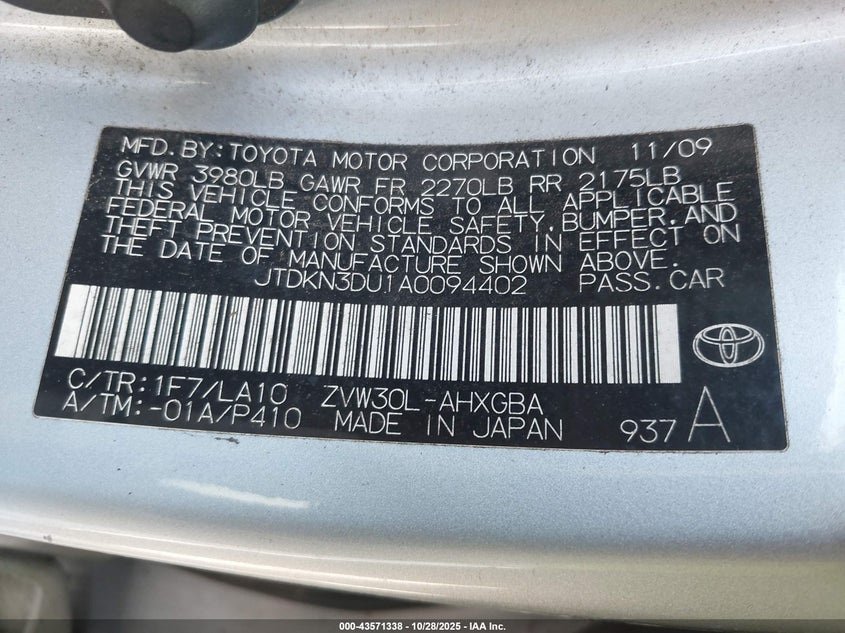 MFD.BY:TOYOTA MOTOR CORPORATION 11/09
GVWR 3980LB GAWR FR 2270LB RR 2175LB
THIS VEHICLE CONFORMS TO ALL APPLICABLE
FEDERAL MOTOR VEHICLE SAFETY,BUMPER,AND
THEFT PREVENTION STANDARDS IN EFFECT ON
THE DATE OF MANUFACTURE SHOWN ABOVE.
JTDKN3DU1A0094402 PASS.CAR
C/TR:1F7/LA10 ZVW30L-AHXGBA
A/TM:-01A/P410 MADE IN JAPAN 937 A
000-43571338 | 10/28/2025 - IAA Inc.